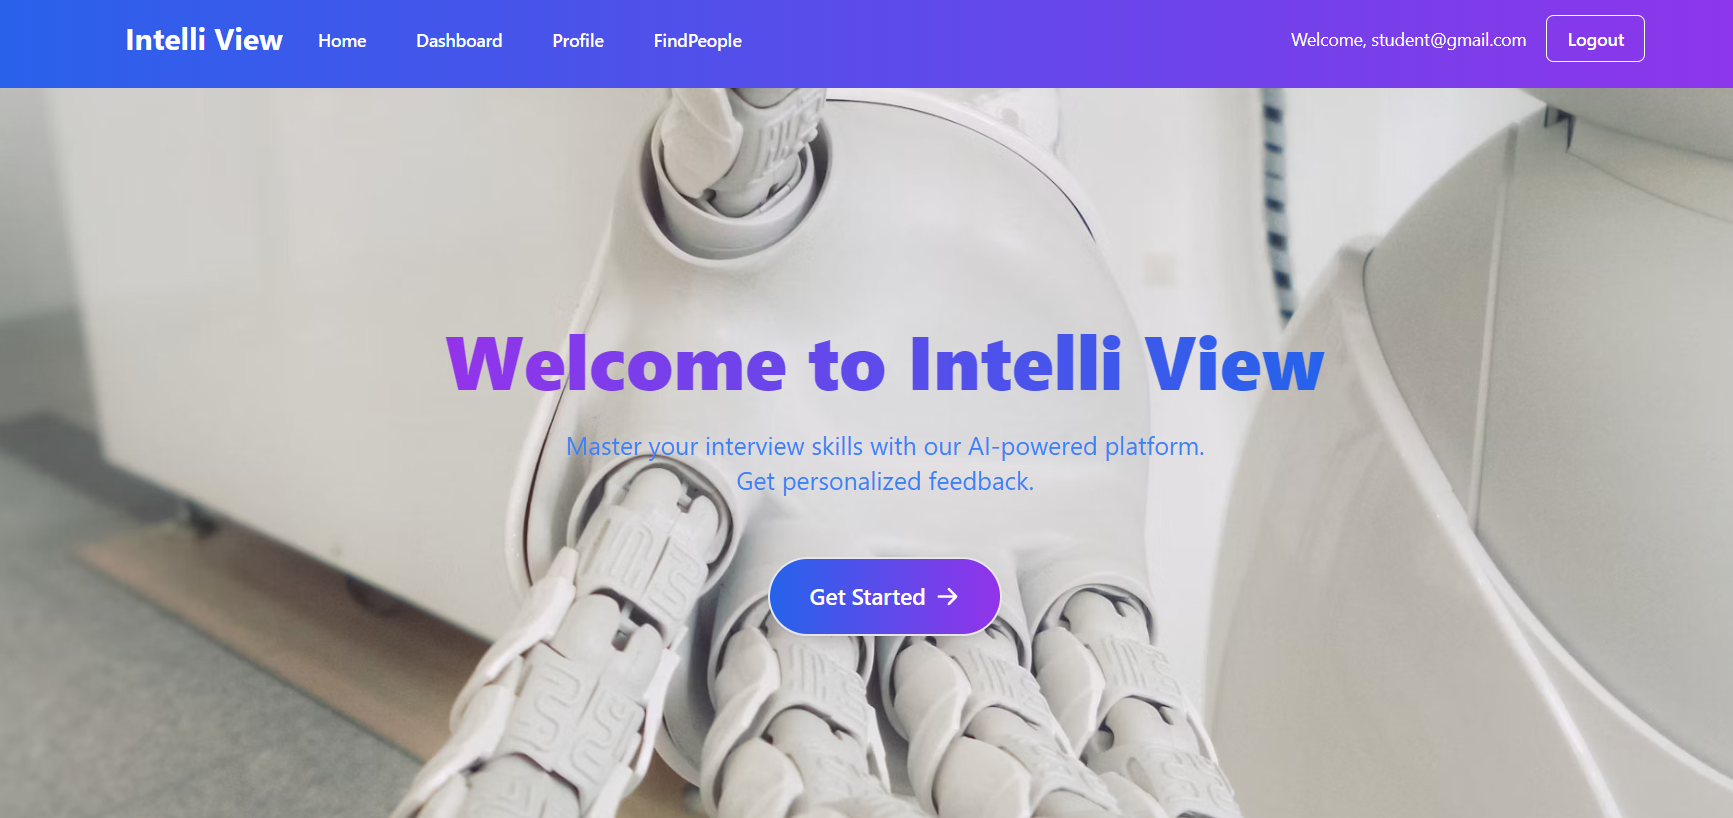 Intelli View Home Dashboard Profile FindPeople Welcome, student@gmail.com Logout
Welcome to Intelli View
Master your interview skills with our AI-powered platform.
Get personalized feedback.
Get Started →